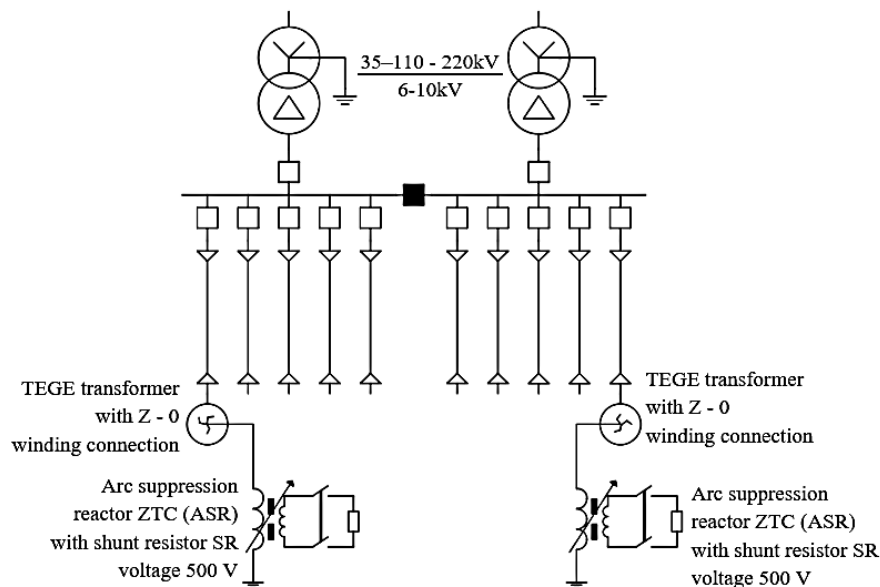 35–110 - 220kV
6-10kV
TEGE transformer
with Z - 0
winding connection
TEGE transformer
with Z - 0
winding connection
Arc suppression
reactor ZTC (ASR)
with shunt resistor SR
voltage 500 V
Arc suppression
reactor ZTC (ASR)
with shunt resistor SR
voltage 500 V